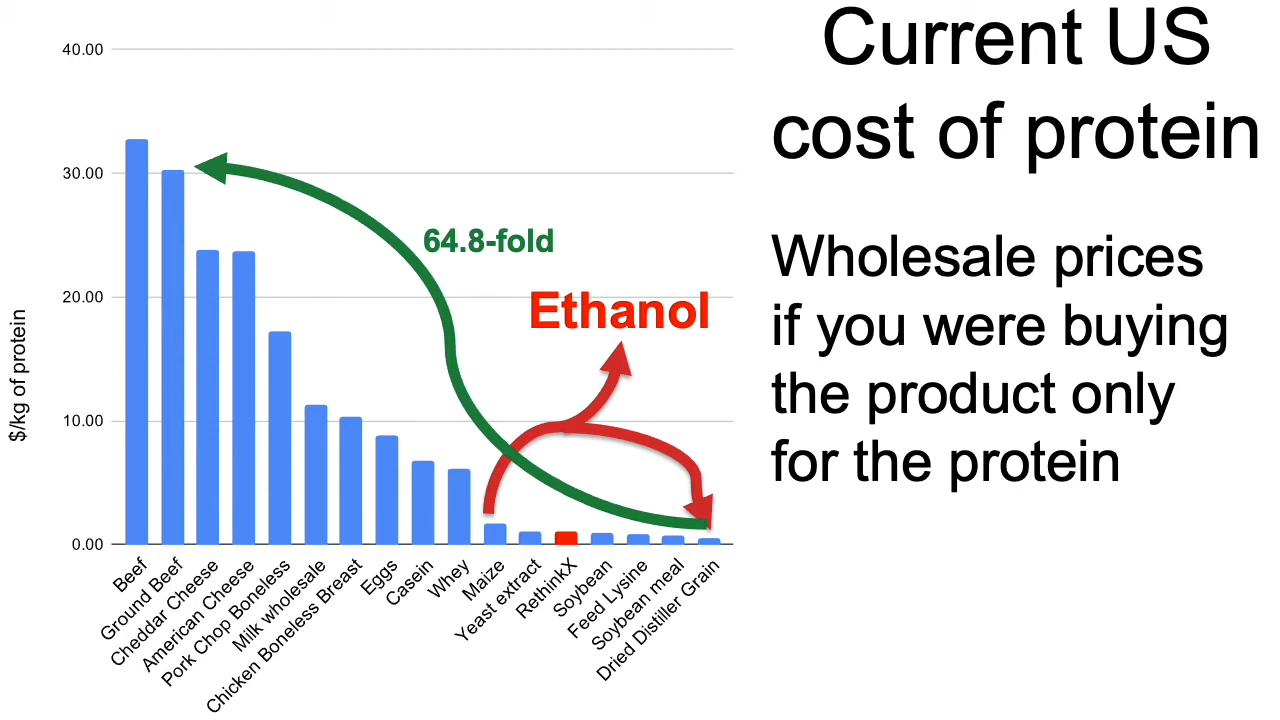 Current US
cost of protein
Wholesale prices
if you were buying
the product only
for the protein
40.00
30.00
20.00
10.00
0.00
$/kg of protein
64.8-fold
Ethanol
Beef
Ground Beef
Cheddar Cheese
American Cheese
Pork Chop Boneless
Milk wholesale
Chicken Boneless Breast
Eggs
Casein
Whey
Maize
Yeast extract
RethinkX
Soybean
Feed Lysine
Soybean meal
Dried Distiller Grain